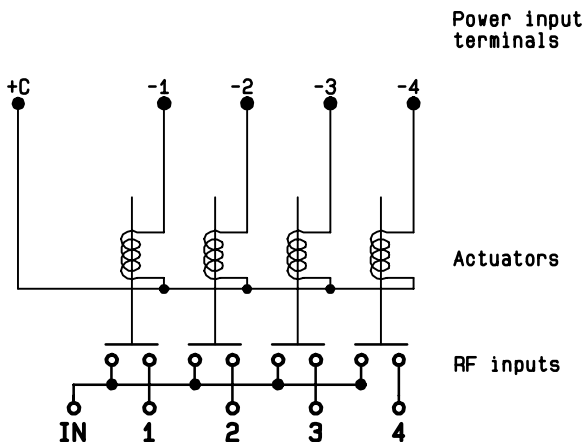 Power input
terminals
+C -1 -2 -3 -4
Actuators
RF inputs
IN 1 2 3 4